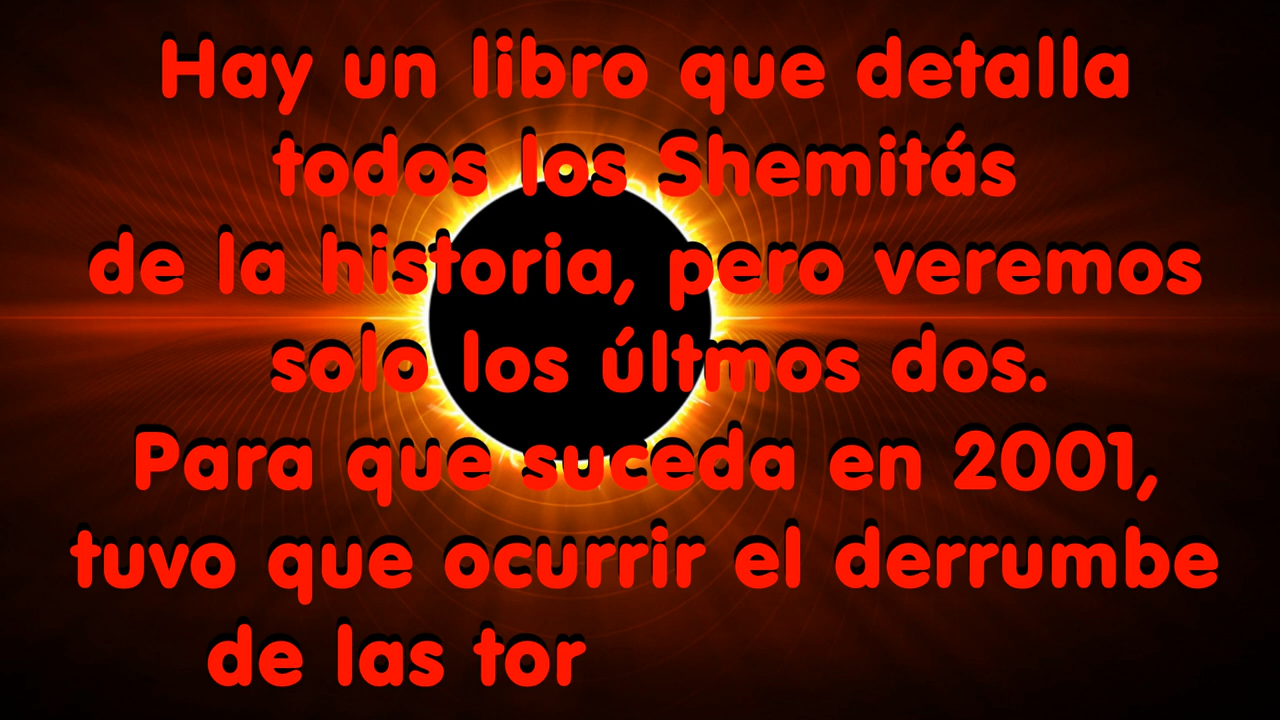 Hay un libro que detalla
todos los Shemitás
de la historia, pero veremos
solo los últmos dos.
Para que suceda en 2001,
tuvo que ocurrir el derrumbe
de las tor